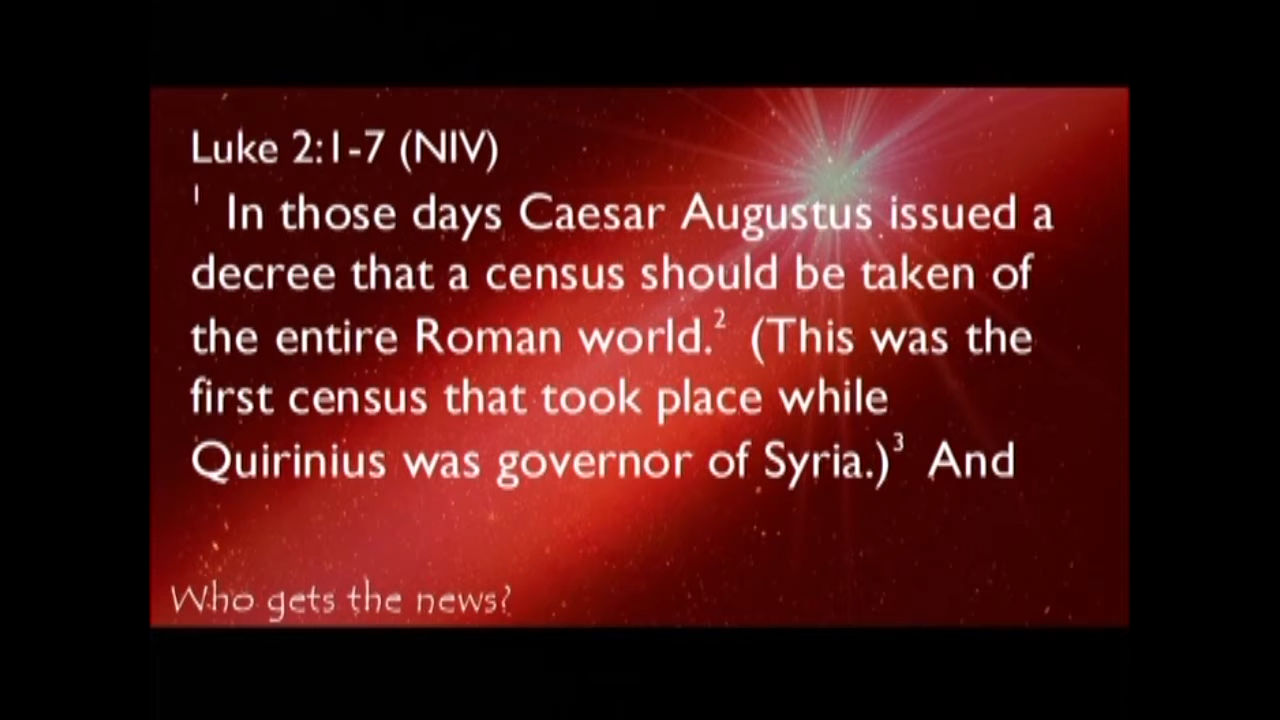 Luke 2:1-7 (NIV)
¹ In those days Caesar Augustus issued a
decree that a census should be taken of
the entire Roman world.² (This was the
first census that took place while
Quirinius was governor of Syria.)³ And
Who gets the news?